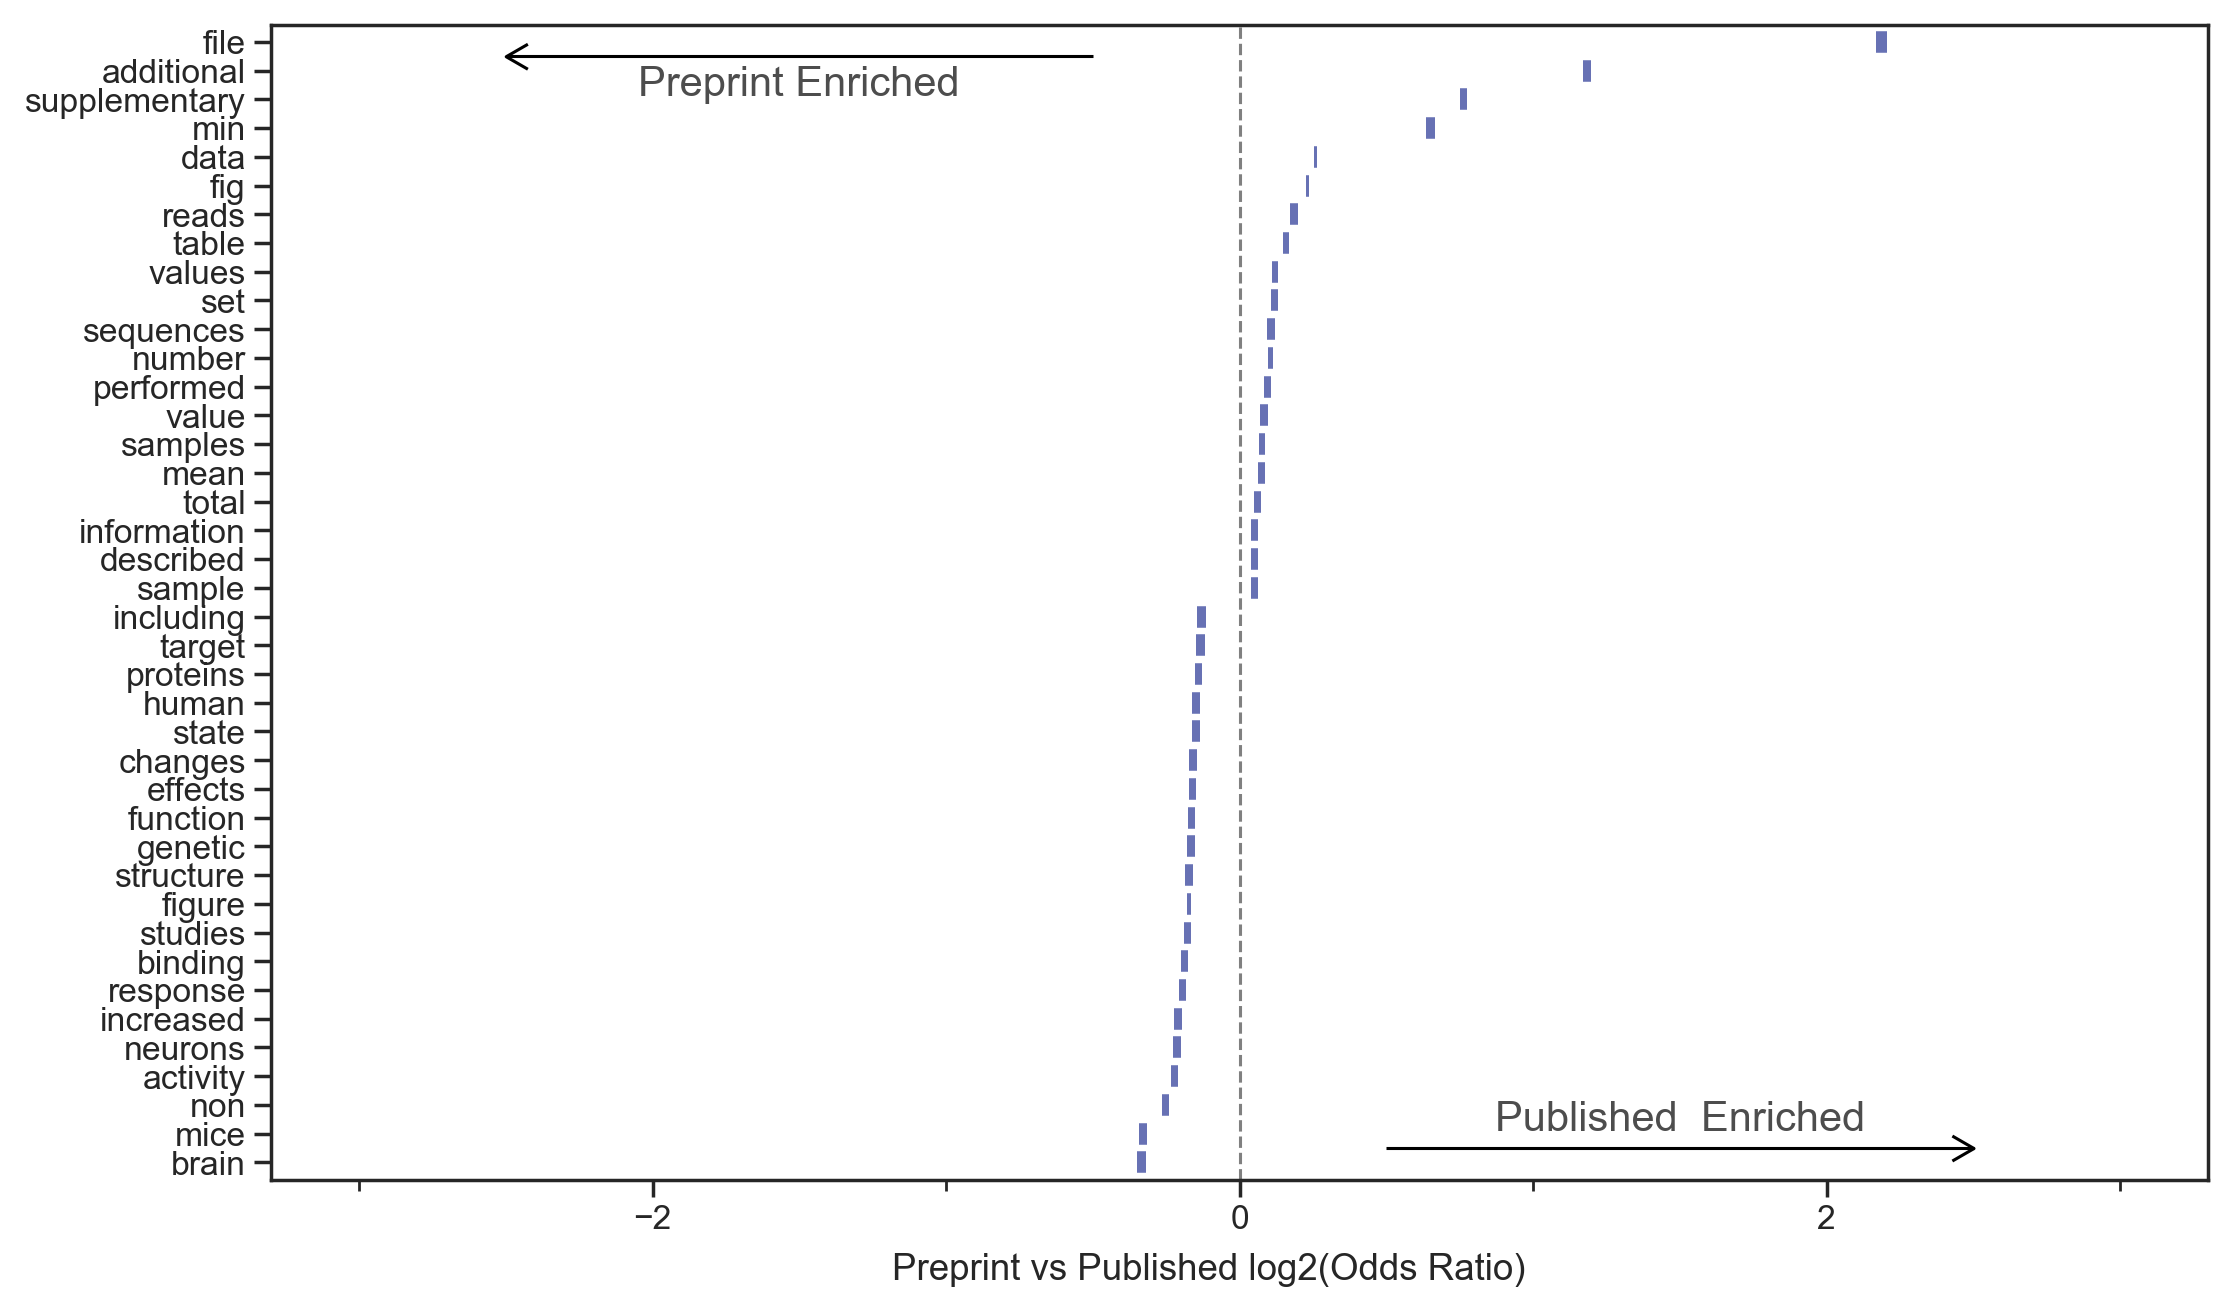 file
additional
supplementary
min
data
fig
reads
table
values
set
sequences
number
performed
value
samples
mean
total
information
described
sample
including
target
proteins
human
state
changes
effects
function
genetic
structure
figure
studies
binding
response
increased
neurons
activity
non
mice
brain
Preprint Enriched
Published  Enriched
−2 0 2
Preprint vs Published log2(Odds Ratio)